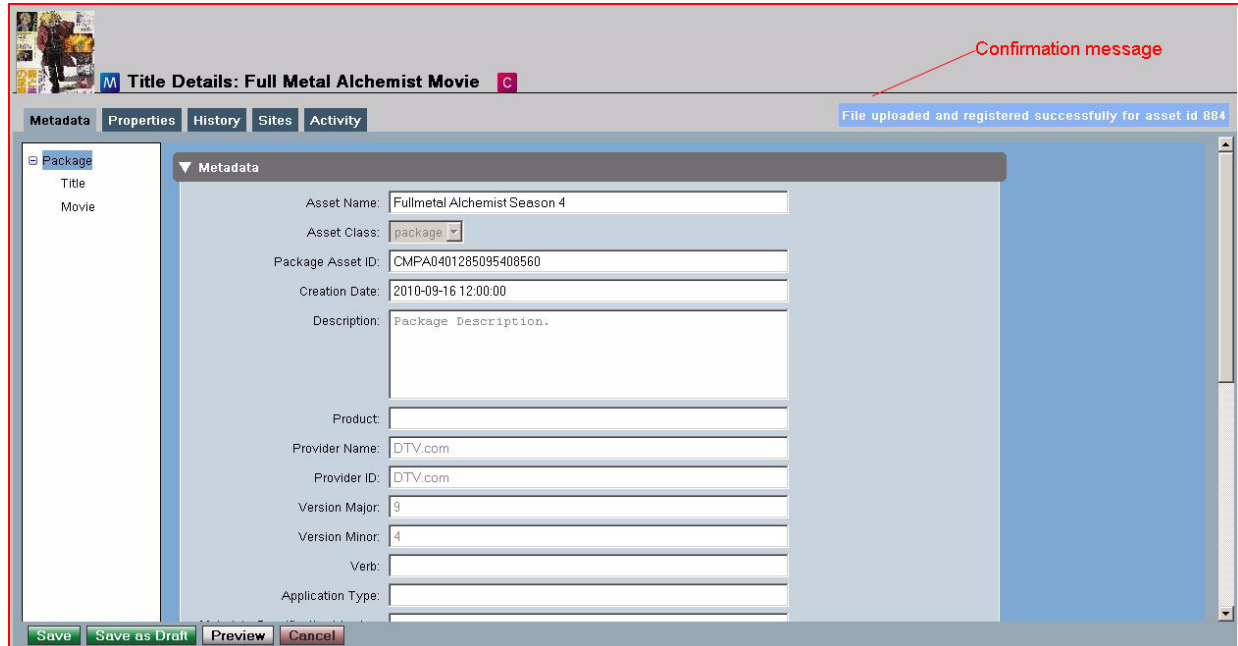 Confirmation message
M Title Details: Full Metal Alchemist Movie C
Metadata Properties History Sites Activity
File uploaded and registered successfully for asset id 884
Package
Title
Movie
Metadata
Asset Name: Fullmetal Alchemist Season 4
Asset Class: package
Package Asset ID: CMPA0401285095408560
Creation Date: 2010-09-16 12:00:00
Description: Package Description.
Product:
Provider Name: DTV.com
Provider ID: DTV.com
Version Major: 9
Version Minor: 4
Verb:
Application Type:
Save Save as Draft Preview Cancel